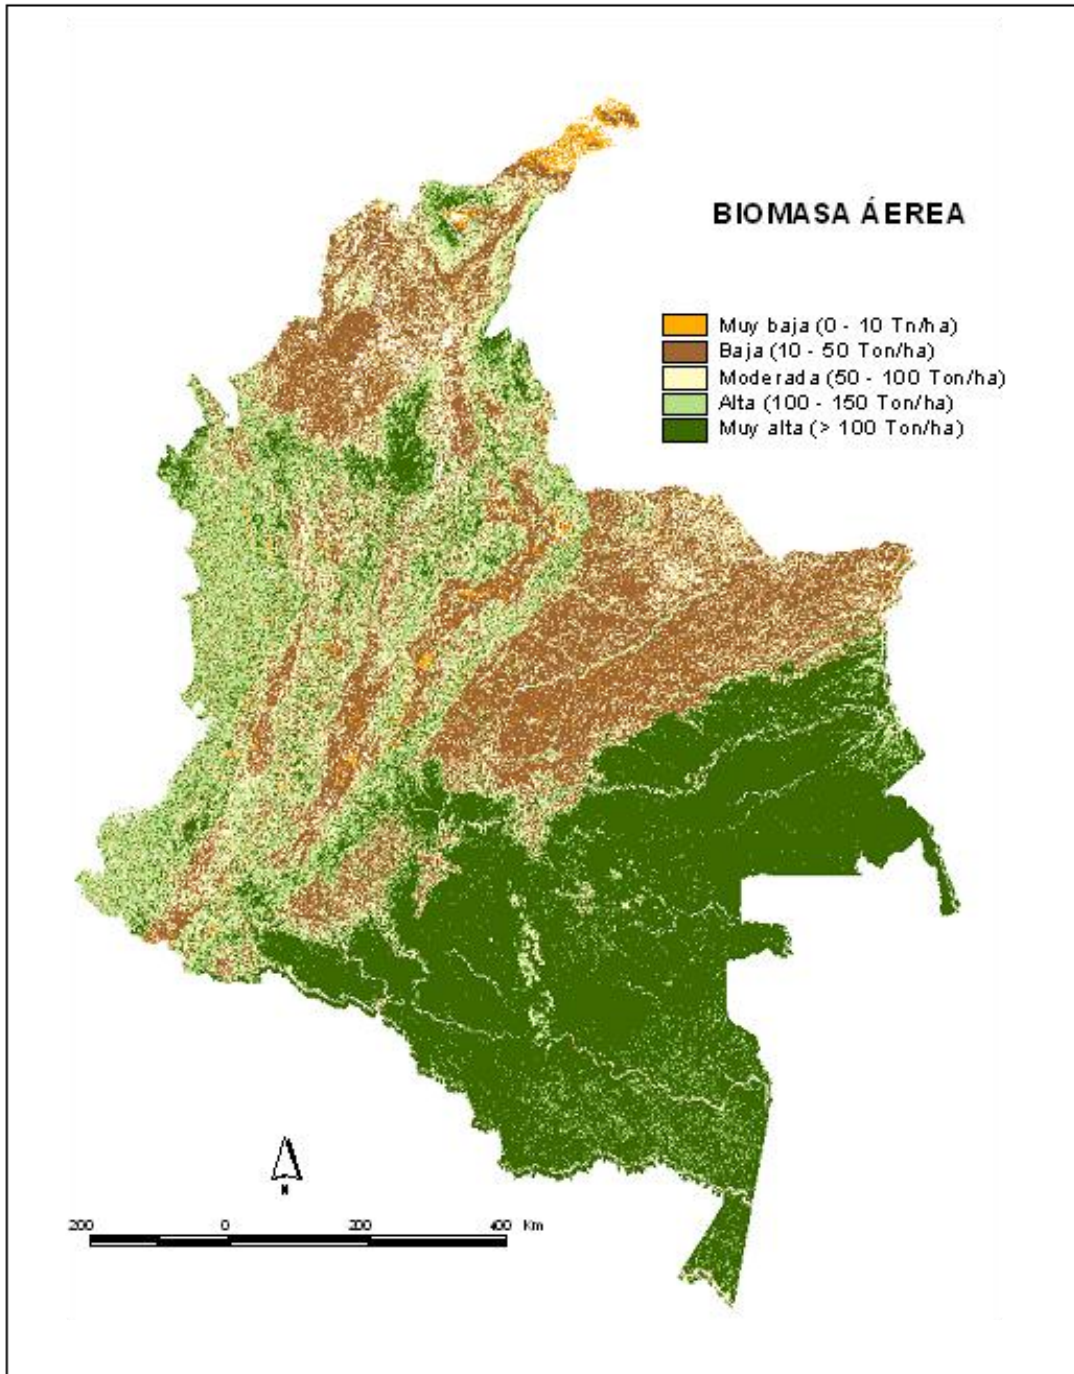 BIOMASA ÁEREA
Muy baja (0 - 10 Tn/ha)
Baja (10 - 50 Ton/ha)
Moderada (50 - 100 Ton/ha)
Alta (100 - 150 Ton/ha)
Muy alta (> 100 Ton/ha)
N
200 0 200 400 Km